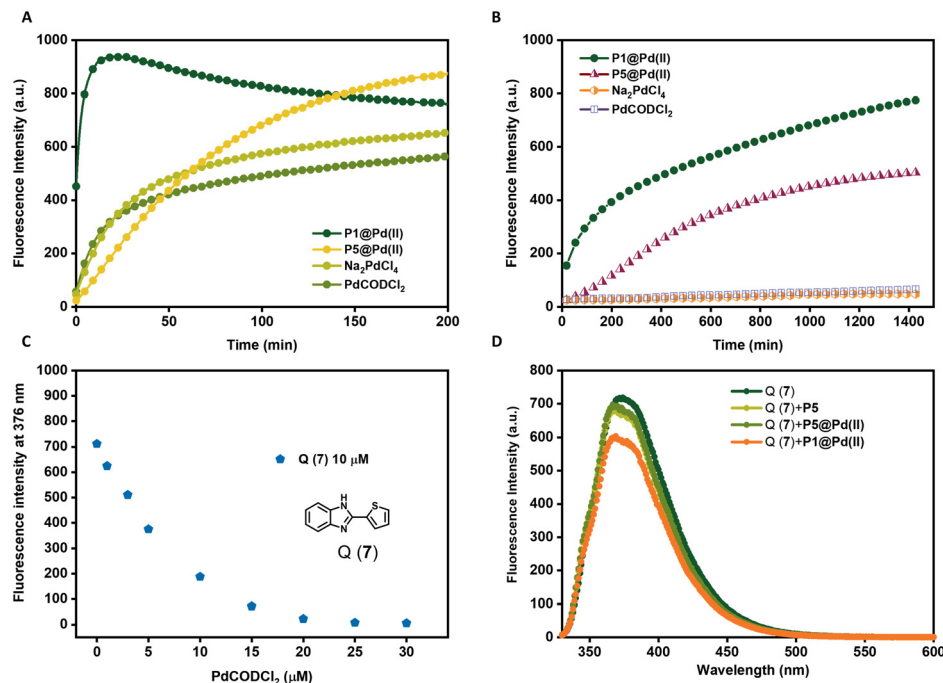 A
Fluorescence Intensity (a.u.)
1000
800
600
400
200
0
P1@Pd(II)
P5@Pd(II)
Na₂PdCl₄
PdCODCl₂
0 50 100 150 200
Time (min)
B
Fluorescence Intensity (a.u.)
1000
800
600
400
200
0
P1@Pd(II)
P5@Pd(II)
Na₂PdCl₄
PdCODCl₂
0 200 400 600 800 1000 1200 1400
Time (min)
C
Fluorescence intensity at 376 nm
1000
900
800
700
600
500
400
300
200
100
0
Q (7) 10 μM
H
N
S
N
Q (7)
0 5 5 10 15 20 25 30
PdCODCl₂ (μM)
D
Fluorescence Intensity (a.u.)
800
700
600
500
400
300
200
100
0
Q (7)
Q (7)+P5
Q (7)+P5@Pd(II)
Q (7)+P1@Pd(II)
350 400 450 500 550 600
Wavelength (nm)